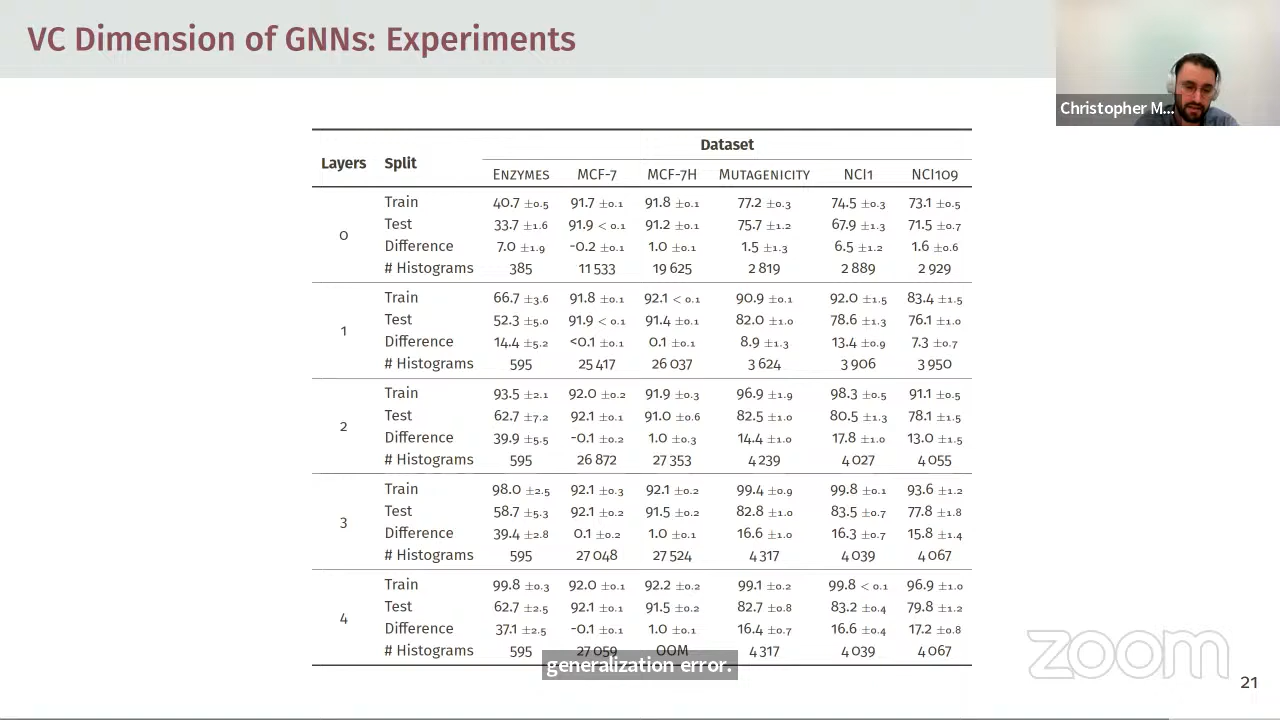 VC Dimension of GNNs: Experiments
Christopher M...
Dataset
Layers Split
ENZYMES MCF-7 MCF-7H MUTAGENICITY NCI1 NCI109
Train 40.7 ±0.5 91.7 ±0.1 91.8 ±0.1 77.2 ±0.3 74.5 ±0.3 73.1 ±0.5
0 Test 33.7 ±1.6 91.9 < 0.1 91.2 ±0.1 75.7 ±1.2 67.9 ±1.3 71.5 ±0.7
Difference 7.0 ±1.9 -0.2 ±0.1 1.0 ±0.1 1.5 ±1.3 6.5 ±1.2 1.6 ±0.6
# Histograms 385 11 533 19 625 2 819 2 889 2 929
Train 66.7 ±3.6 91.8 ±0.1 92.1 < 0.1 90.9 ±0.1 92.0 ±1.5 83.4 ±1.5
1 Test 52.3 ±5.0 91.9 < 0.1 91.4 ±0.1 82.0 ±1.0 78.6 ±1.3 76.1 ±1.0
Difference 14.4 ±5.2 <0.1 ±0.1 0.1 ±0.1 8.9 ±1.3 13.4 ±0.9 7.3 ±0.7
# Histograms 595 25 417 26 037 3 624 3 906 3 950
Train 93.5 ±2.1 92.0 ±0.2 91.9 ±0.3 96.9 ±1.9 98.3 ±0.5 91.1 ±0.5
2 Test 62.7 ±7.2 92.1 ±0.1 91.0 ±0.6 82.5 ±1.0 80.5 ±1.3 78.1 ±1.5
Difference 39.9 ±5.5 -0.1 ±0.2 1.0 ±0.3 14.4 ±1.0 17.8 ±1.0 13.0 ±1.5
# Histograms 595 26 872 27 353 4 239 4 027 4 055
Train 98.0 ±2.5 92.1 ±0.3 92.1 ±0.2 99.4 ±0.9 99.8 ±0.1 93.6 ±1.2
3 Test 58.7 ±5.3 92.1 ±0.2 91.5 ±0.2 82.8 ±1.0 83.5 ±0.7 77.8 ±1.8
Difference 39.4 ±2.8 0.1 ±0.2 1.0 ±0.1 16.6 ±1.0 16.3 ±0.7 15.8 ±1.4
# Histograms 595 27 048 27 524 4 317 4 039 4 067
Train 99.8 ±0.3 92.0 ±0.1 92.2 ±0.2 99.1 ±0.2 99.8 < 0.1 96.9 ±1.0
4 Test 62.7 ±2.5 92.1 ±0.1 91.5 ±0.2 82.7 ±0.8 83.2 ±0.4 79.8 ±1.2
Difference 37.1 ±2.5 -0.1 ±0.1 1.0 ±0.1 16.4 ±0.7 16.6 ±0.4 17.2 ±0.8
# Histograms 595 27 059 OOM 4 317 4 039 4 067
generalization error.
zoom
21